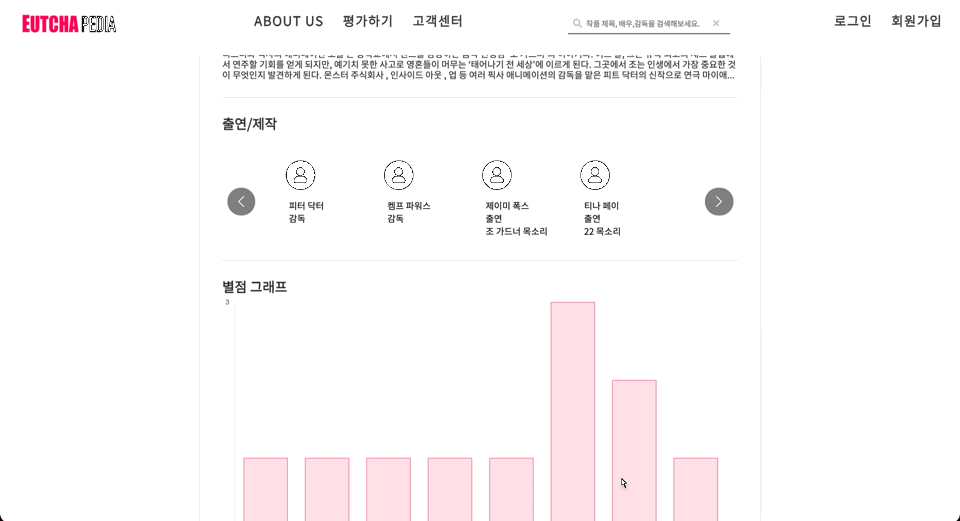 EUTCHA PEDIA ABOUT US 평가하기 고객센터 작품 제목, 배우,감독을 검색해보세요. 로그인 회원가입
서 연주할 기회를 얻게 되지만, 예기치 못한 사고로 영혼들이 머무는 '태어나기 전 세상'에 이르게 된다. 그곳에서 조는 인생에서 가장 중요한 것
이 무엇인지 발견하게 된다. 몬스터 주식회사 , 인사이드 아웃 , 업 등 여러 픽사 애니메이션의 감독을 맡은 피트 닥터의 신작으로 연극 마이애...
출연/제작
피터 닥터 켐프 파워스 제이미 폭스 티나 페이
감독 감독 출연 출연
조 가드너 목소리 22 목소리
별점 그래프
3